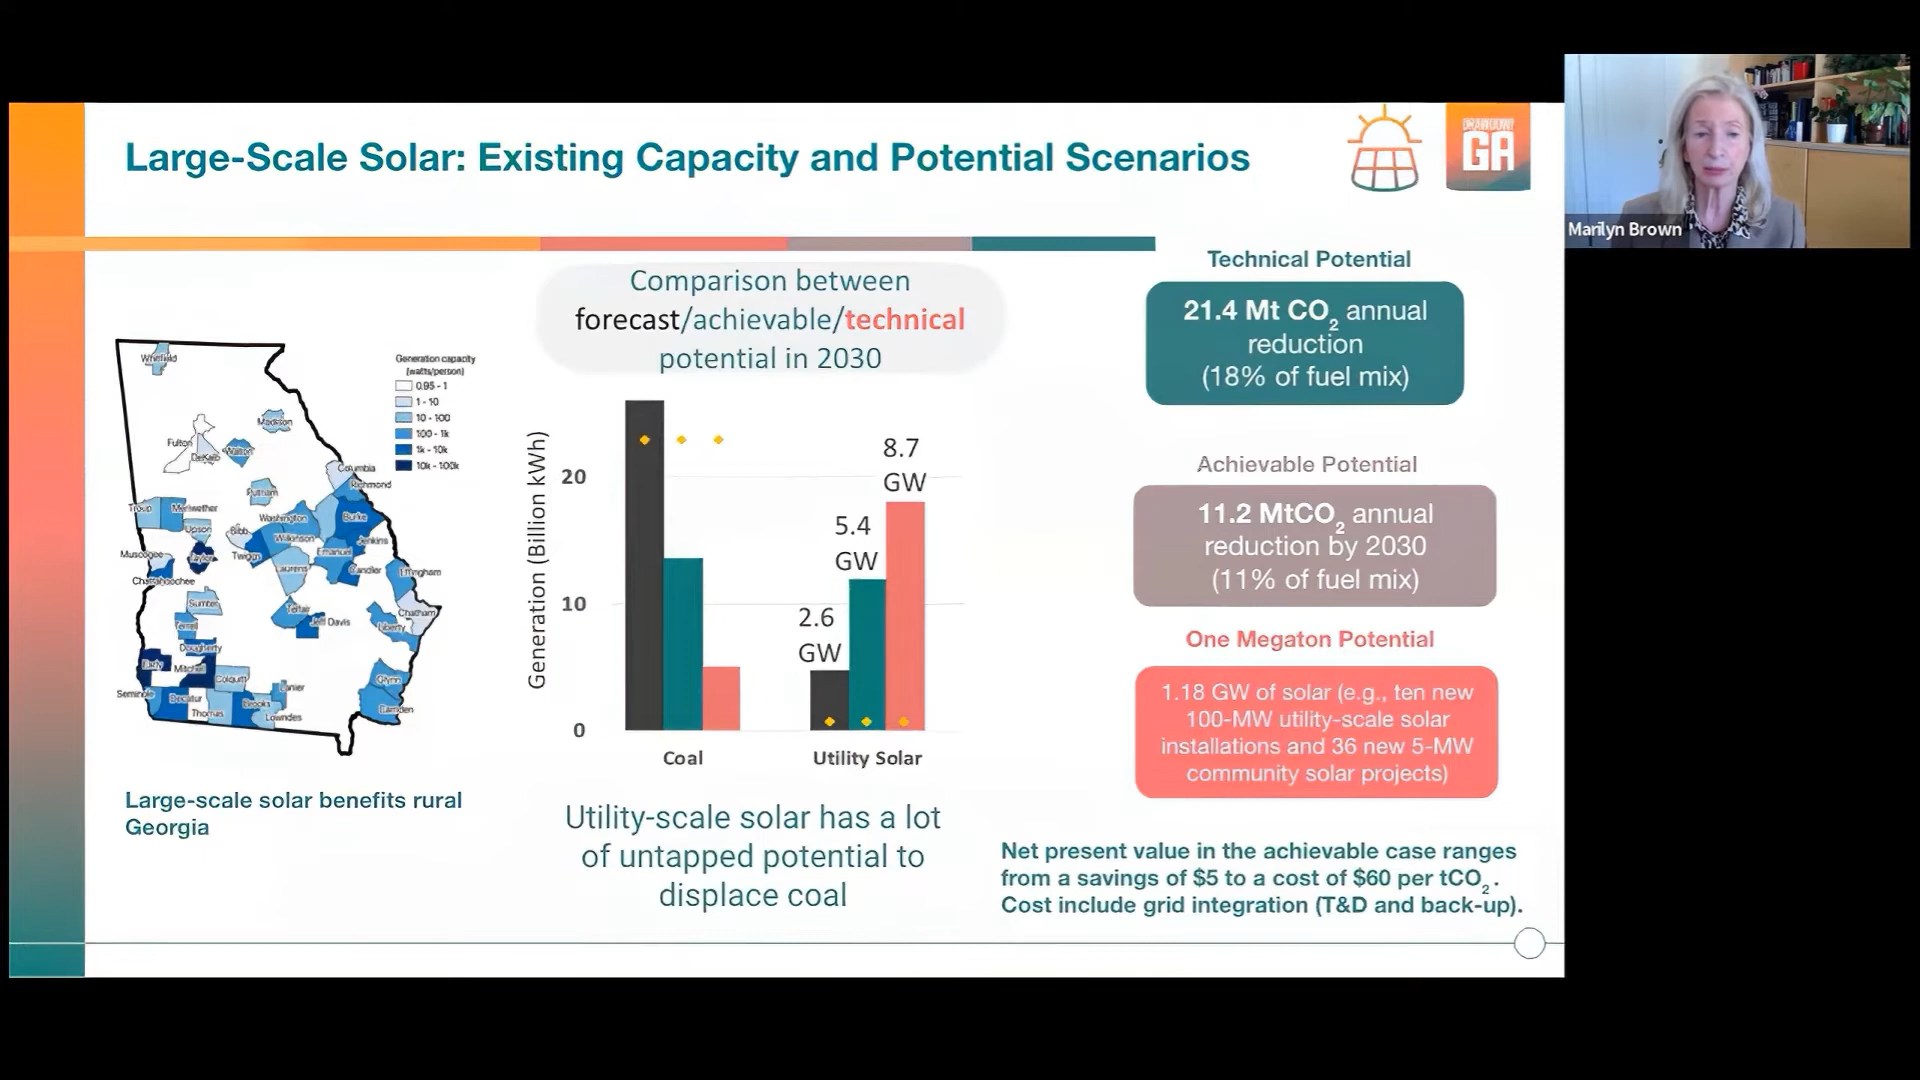 Large-Scale Solar: Existing Capacity and Potential Scenarios
DRAWDOWN
GA
Marilyn Brown
Comparison between
forecast/achievable/technical
potential in 2030
Generation capacity
(watts/person)
0.95 - 1
1 - 10
10 - 100
100 - 1k
1k - 10k
10k - 100k
Whitfield
Madison
Fulton
DeKalb
Walton
Columbia
Richmond
Putnam
Troup
Meriwether
Washington
Burke
Upson
Bibb
Wilkinson
Jenkins
Muscogee
Taylor
Twiggs
Emanuel
Laurens
Candler
Effingham
Chattahoochee
Sumter
Telfair
Chatham
Terrell
Jeff Davis
Liberty
Dougherty
Early
Mitchell
Colquitt
Lanier
Glynn
Seminole
Decatur
Brooks
Camden
Thomas
Lowndes
Large-scale solar benefits rural
Georgia
Generation (Billion kWh)
20
10
0
8.7
GW
5.4
GW
2.6
GW
Coal
Utility Solar
Utility-scale solar has a lot
of untapped potential to
displace coal
Technical Potential
21.4 Mt CO2 annual
reduction
(18% of fuel mix)
Achievable Potential
11.2 MtCO2 annual
reduction by 2030
(11% of fuel mix)
One Megaton Potential
1.18 GW of solar (e.g., ten new
100-MW utility-scale solar
installations and 36 new 5-MW
community solar projects)
Net present value in the achievable case ranges
from a savings of $5 to a cost of $60 per tCO2.
Cost include grid integration (T&D and back-up).